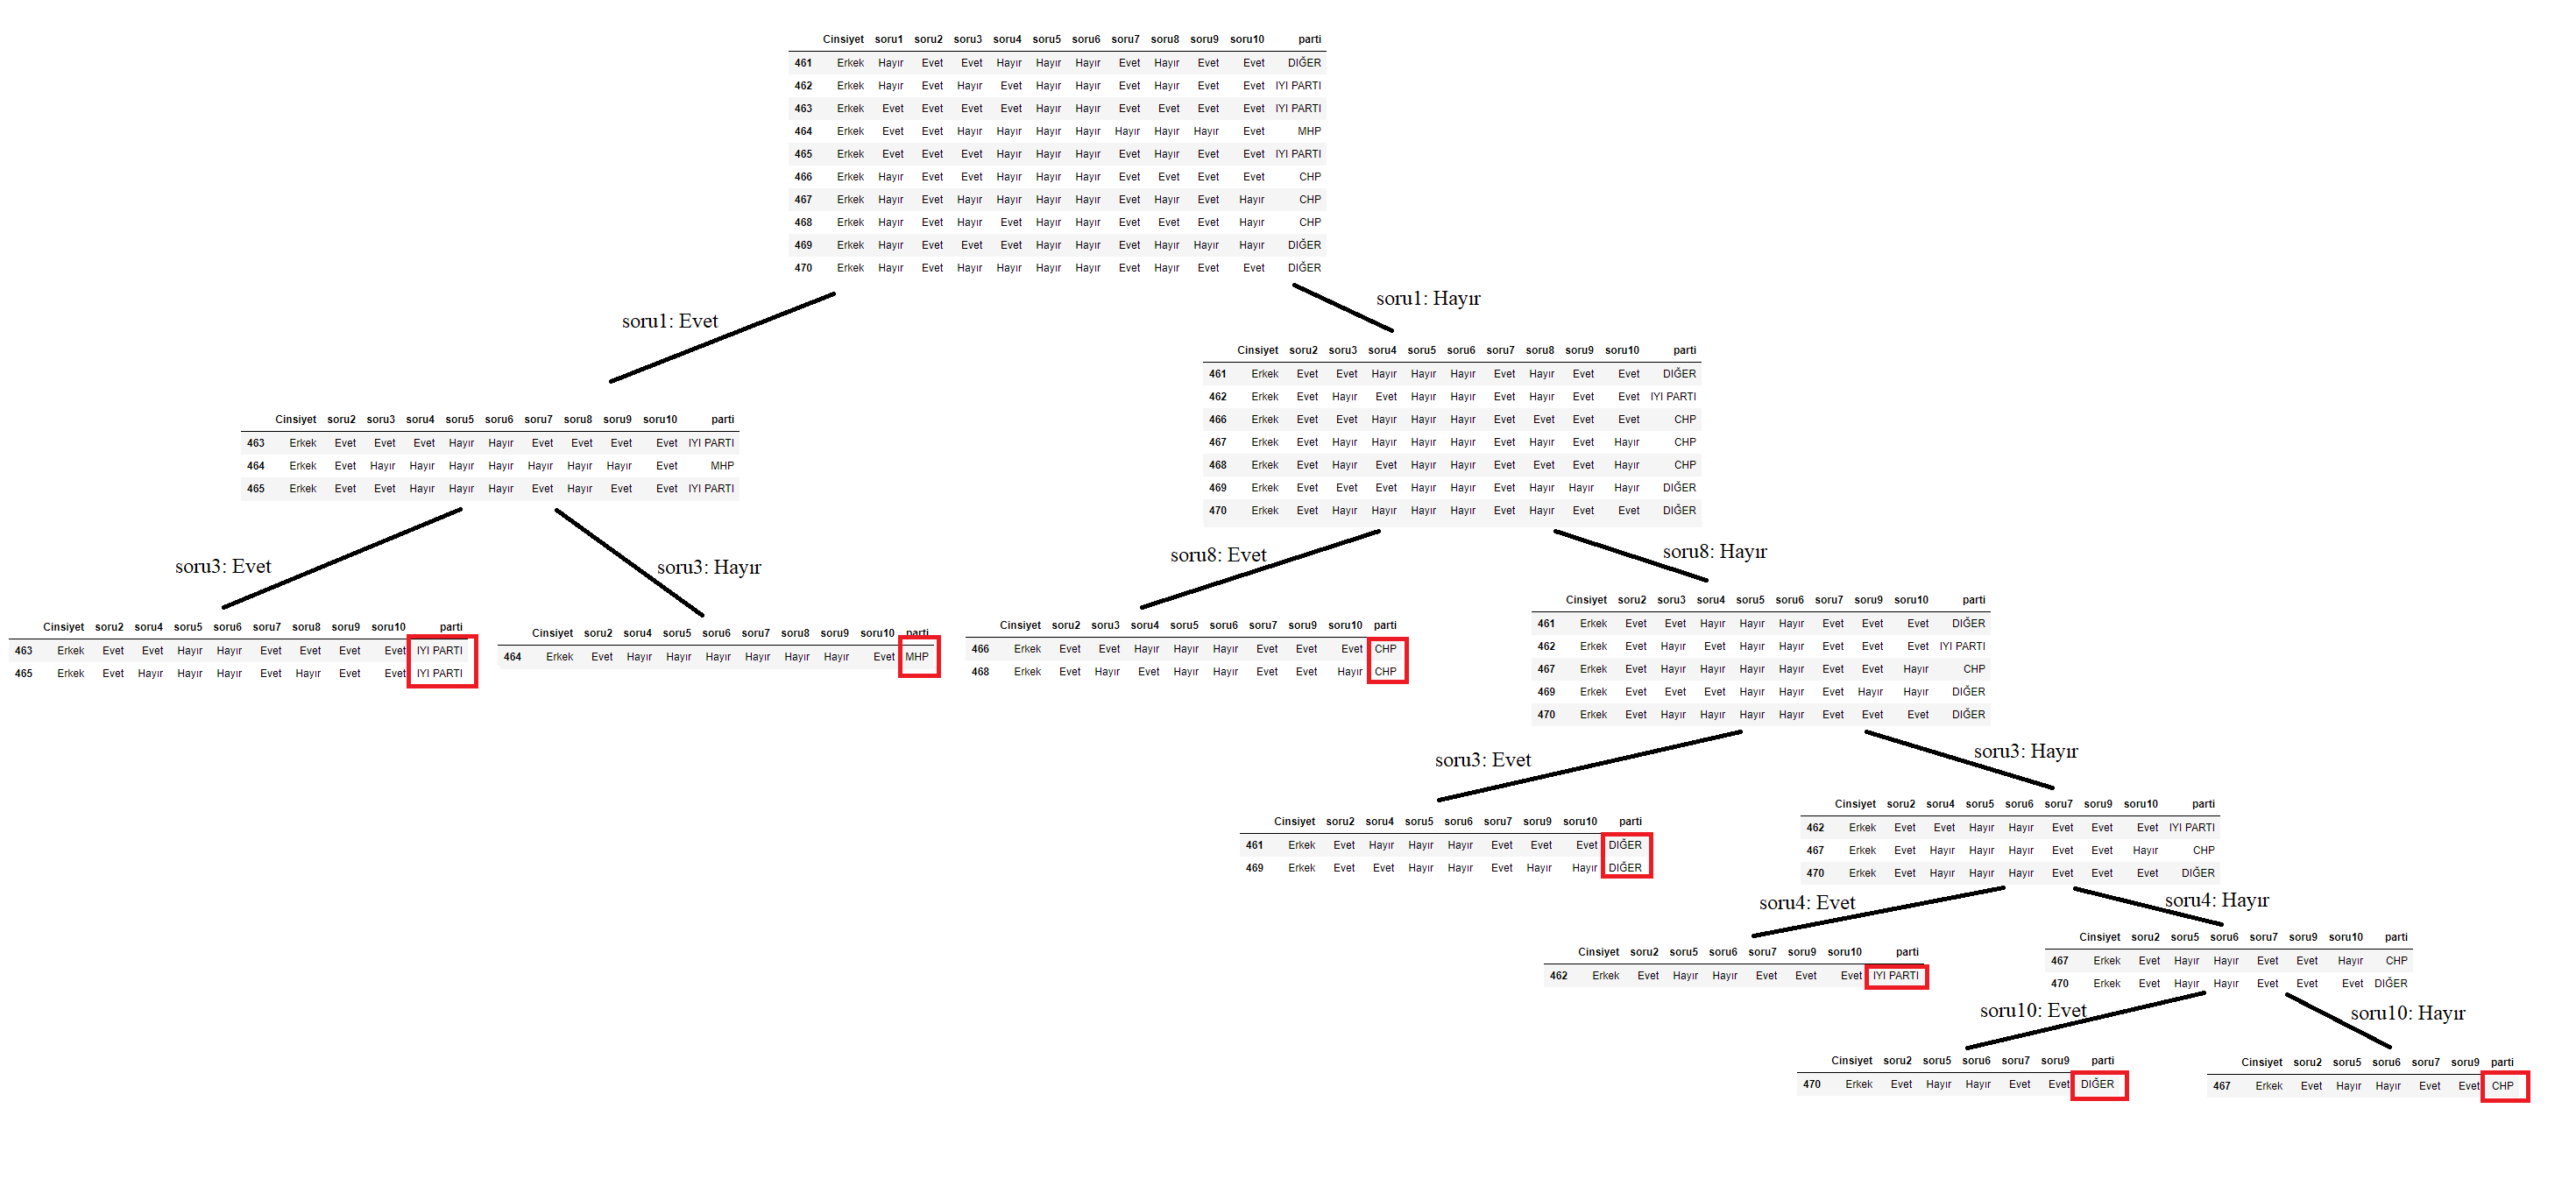 Cinsiyet soru1 soru2 soru3 soru4 soru5 soru6 soru7 soru8 soru9 soru10 parti
461 Erkek Hayır Evet Evet Hayır Hayır Hayır Evet Hayır Evet Evet DIĞER
462 Erkek Hayır Evet Hayır Evet Hayır Hayır Evet Hayır Evet Evet IYI PARTI
463 Erkek Evet Evet Evet Evet Hayır Hayır Evet Evet Evet Evet IYI PARTI
464 Erkek Evet Evet Hayır Hayır Hayır Hayır Hayır Hayır Hayır Evet MHP
465 Erkek Evet Evet Evet Hayır Hayır Hayır Evet Hayır Evet Evet IYI PARTI
466 Erkek Hayır Evet Evet Hayır Hayır Hayır Evet Evet Evet Evet CHP
467 Erkek Hayır Evet Hayır Hayır Hayır Hayır Evet Hayır Evet Hayır CHP
468 Erkek Hayır Evet Hayır Evet Hayır Hayır Evet Evet Evet Hayır CHP
469 Erkek Hayır Evet Evet Evet Hayır Hayır Evet Hayır Hayır Hayır DIĞER
470 Erkek Hayır Evet Hayır Hayır Hayır Hayır Evet Hayır Evet Evet DIĞER
soru1: Evet
soru1: Hayır
Cinsiyet soru2 soru3 soru4 soru5 soru6 soru7 soru8 soru9 soru10 parti
461 Erkek Evet Evet Hayır Hayır Hayır Evet Hayır Evet Evet DIĞER
462 Erkek Evet Hayır Evet Hayır Hayır Evet Hayır Evet Evet IYI PARTI
466 Erkek Evet Evet Hayır Hayır Hayır Evet Evet Evet Evet CHP
467 Erkek Evet Hayır Hayır Hayır Hayır Evet Hayır Evet Hayır CHP
468 Erkek Evet Hayır Evet Hayır Hayır Evet Evet Evet Hayır CHP
469 Erkek Evet Evet Evet Hayır Hayır Evet Hayır Hayır Hayır DIĞER
470 Erkek Evet Hayır Hayır Hayır Hayır Evet Hayır Evet Evet DIĞER
Cinsiyet soru2 soru3 soru4 soru5 soru6 soru7 soru8 soru9 soru10 parti
463 Erkek Evet Evet Evet Hayır Hayır Evet Evet Evet Evet IYI PARTI
464 Erkek Evet Hayır Hayır Hayır Hayır Hayır Hayır Hayır Evet MHP
465 Erkek Evet Evet Hayır Hayır Hayır Evet Hayır Evet Evet IYI PARTI
soru3: Evet
soru3: Hayır
soru8: Evet
soru8: Hayır
Cinsiyet soru2 soru4 soru5 soru6 soru7 soru8 soru9 soru10 parti
463 Erkek Evet Evet Hayır Hayır Evet Evet Evet Evet IYI PARTI
465 Erkek Evet Hayır Hayır Hayır Evet Hayır Evet Evet IYI PARTI
Cinsiyet soru2 soru4 soru5 soru6 soru7 soru8 soru9 soru10 parti
464 Erkek Evet Hayır Hayır Hayır Hayır Hayır Hayır Evet MHP
Cinsiyet soru2 soru3 soru4 soru5 soru6 soru7 soru9 soru10 parti
466 Erkek Evet Evet Hayır Hayır Hayır Evet Evet Evet CHP
468 Erkek Evet Hayır Evet Hayır Hayır Evet Evet Hayır CHP
Cinsiyet soru2 soru3 soru4 soru5 soru6 soru7 soru9 soru10 parti
461 Erkek Evet Evet Hayır Hayır Hayır Evet Evet Evet DIĞER
462 Erkek Evet Hayır Evet Hayır Hayır Evet Evet Evet IYI PARTI
467 Erkek Evet Hayır Hayır Hayır Hayır Evet Evet Hayır CHP
469 Erkek Evet Evet Evet Hayır Hayır Evet Hayır Hayır DIĞER
470 Erkek Evet Hayır Hayır Hayır Hayır Evet Evet Evet DIĞER
soru3: Evet
soru3: Hayır
Cinsiyet soru2 soru4 soru5 soru6 soru7 soru9 soru10 parti
461 Erkek Evet Hayır Hayır Hayır Evet Evet Evet DIĞER
469 Erkek Evet Evet Hayır Hayır Evet Hayır Hayır DIĞER
Cinsiyet soru2 soru4 soru5 soru6 soru7 soru9 soru10 parti
462 Erkek Evet Evet Hayır Hayır Evet Evet Evet IYI PARTI
467 Erkek Evet Hayır Hayır Hayır Evet Evet Hayır CHP
470 Erkek Evet Hayır Hayır Hayır Evet Evet Evet DIĞER
soru4: Evet
soru4: Hayır
Cinsiyet soru2 soru5 soru6 soru7 soru9 soru10 parti
462 Erkek Evet Hayır Hayır Evet Evet Evet IYI PARTI
Cinsiyet soru2 soru5 soru6 soru7 soru9 soru10 parti
467 Erkek Evet Hayır Hayır Evet Evet Hayır CHP
470 Erkek Evet Hayır Hayır Evet Evet Evet DIĞER
soru10: Evet
soru10: Hayır
Cinsiyet soru2 soru5 soru6 soru7 soru9 parti
470 Erkek Evet Hayır Hayır Evet Evet DIĞER
Cinsiyet soru2 soru5 soru6 soru7 soru9 parti
467 Erkek Evet Hayır Hayır Evet Evet CHP